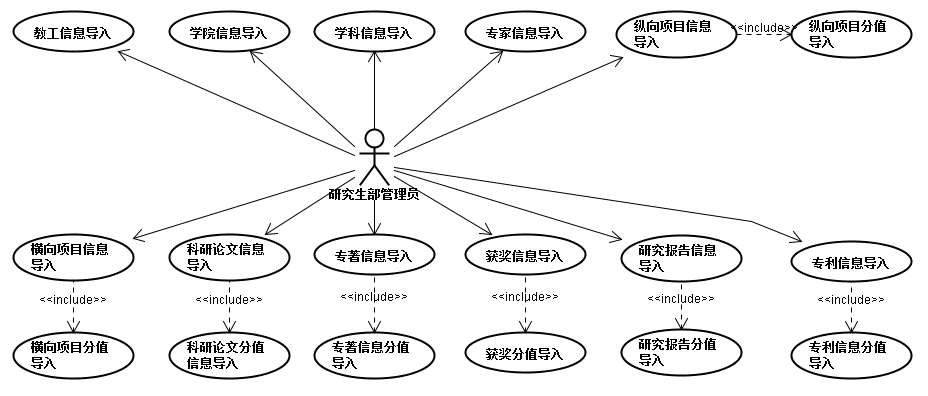 教工信息导入
学院信息导入
学科信息导入
专家信息导入
纵向项目信息
导入
<<include>>
纵向项目分值
导入
研究生部管理员
横向项目信息
导入
科研论文信息
导入
专著信息导入
获奖信息导入
研究报告信息
导入
专利信息导入
<<include>>
<<include>>
<<include>>
<<include>>
<<include>>
<<include>>
横向项目分值
导入
科研论文分值
信息导入
专著信息分值
导入
获奖分值导入
研究报告分值
导入
专利信息分值
导入